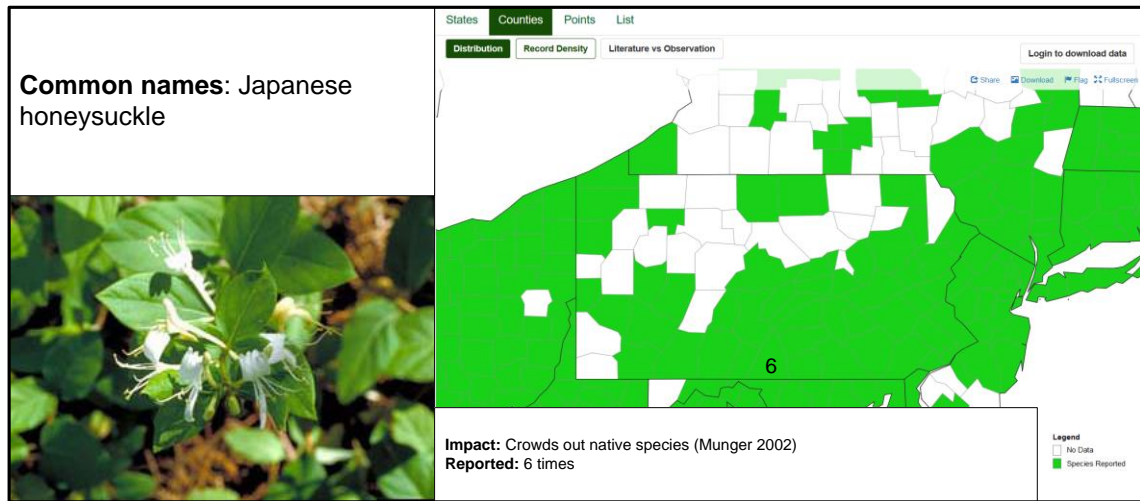 Common names: Japanese
honeysuckle
States Counties Points List
Distribution Record Density Literature vs Observation
Login to download data
Share Download Flag Fullscreen
6
Impact: Crowds out native species (Munger 2002)
Reported: 6 times
Legend
No Data
Species Reported